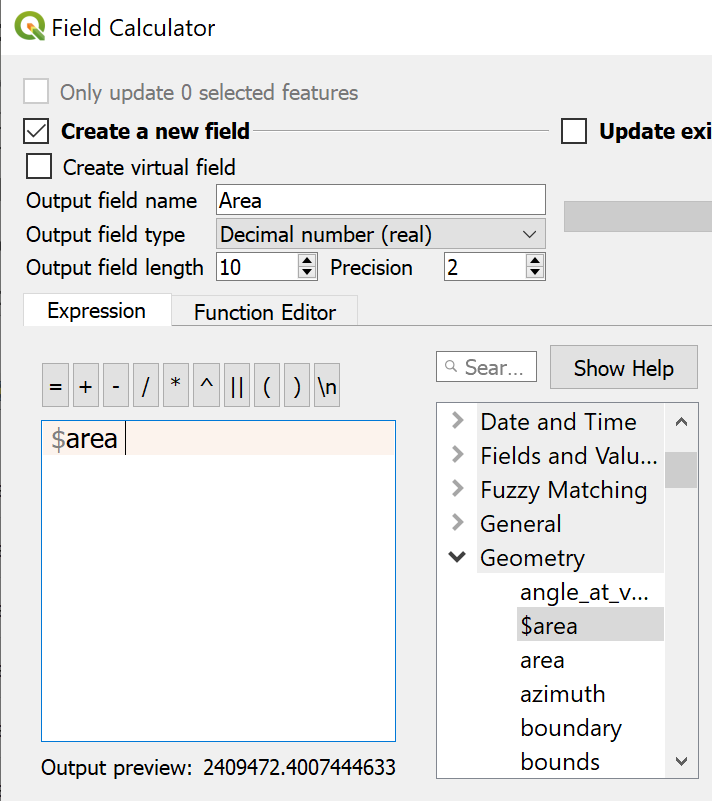 Field Calculator
Only update 0 selected features
Create a new field
Update exi
Create virtual field
Output field name Area
Output field type Decimal number (real)
Output field length 10 Precision 2
Expression Function Editor
Sear... Show Help
= + - / * ^ || ( ) \n
$area
Date and Time
Fields and Valu...
Fuzzy Matching
General
Geometry
angle_at_v...
$area
area
azimuth
boundary
bounds
Output preview: 2409472.4007444633